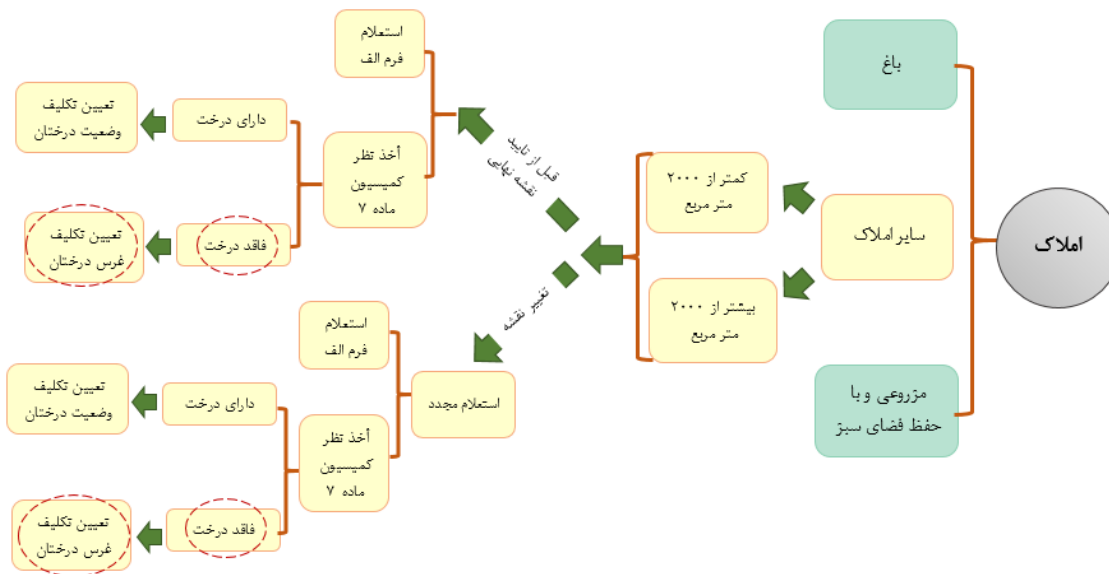 املاک
باغ
سایر املاک
مزروعی و با
حفظ فضای سبز
کمتر از ۲۰۰۰
متر مربع
بیشتر از ۲۰۰۰
متر مربع
قبل از تایید
نقشه نهایی
تغییر نقشه
استعلام
فرم الف
أخذ نظر
کمیسیون
ماده ۷
دارای درخت
تعیین تکلیف
وضعیت درختان
فاقد درخت
تعیین تکلیف
غرس درختان
استعلام مجدد
استعلام
فرم الف
أخذ نظر
کمیسیون
ماده ۷
دارای درخت
تعیین تکلیف
وضعیت درختان
فاقد درخت
تعیین تکلیف
غرس درختان